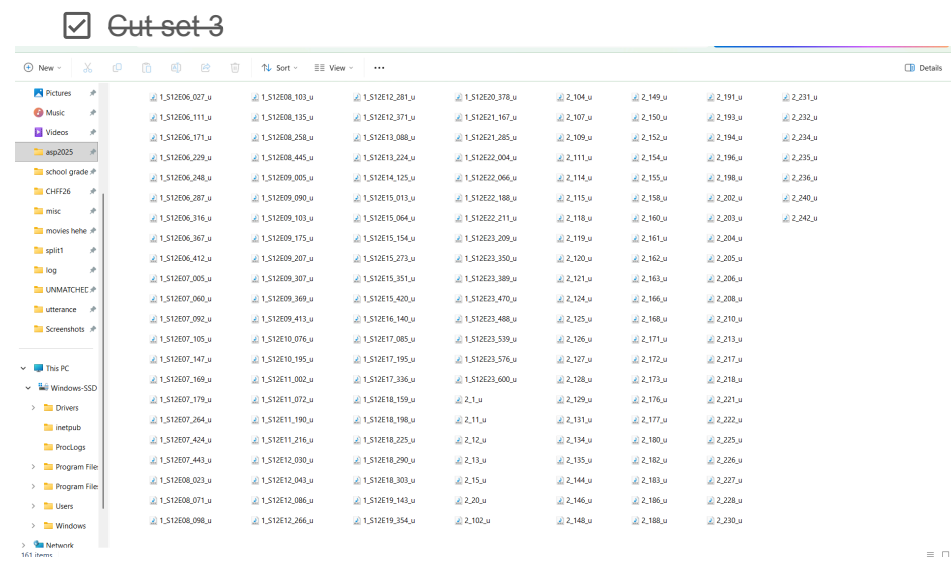 Cut set 3
New
Sort
View
Details
Pictures
Music
Videos
asp2025
school grade
CHFF26
misc
movies hehe
split1
log
UNMATCHED
utterance
Screenshots
This PC
Windows-SSD
Drivers
inetpub
ProcLogs
Program Files
Program Files
Users
Windows
Network
161 items
1_S12E06_027_u
1_S12E06_111_u
1_S12E06_171_u
1_S12E06_229_u
1_S12E06_248_u
1_S12E06_287_u
1_S12E06_316_u
1_S12E06_367_u
1_S12E06_412_u
1_S12E07_005_u
1_S12E07_060_u
1_S12E07_092_u
1_S12E07_105_u
1_S12E07_147_u
1_S12E07_169_u
1_S12E07_179_u
1_S12E07_264_u
1_S12E07_424_u
1_S12E07_443_u
1_S12E08_023_u
1_S12E08_071_u
1_S12E08_098_u
1_S12E08_103_u
1_S12E08_135_u
1_S12E08_258_u
1_S12E08_445_u
1_S12E09_005_u
1_S12E09_090_u
1_S12E09_103_u
1_S12E09_175_u
1_S12E09_207_u
1_S12E09_307_u
1_S12E09_369_u
1_S12E09_413_u
1_S12E10_076_u
1_S12E10_195_u
1_S12E11_002_u
1_S12E11_072_u
1_S12E11_190_u
1_S12E11_216_u
1_S12E12_030_u
1_S12E12_043_u
1_S12E12_086_u
1_S12E12_266_u
1_S12E12_281_u
1_S12E12_371_u
1_S12E13_088_u
1_S12E13_224_u
1_S12E14_125_u
1_S12E15_013_u
1_S12E15_064_u
1_S12E15_154_u
1_S12E15_273_u
1_S12E15_351_u
1_S12E15_420_u
1_S12E16_140_u
1_S12E17_085_u
1_S12E17_195_u
1_S12E17_336_u
1_S12E18_159_u
1_S12E18_198_u
1_S12E18_225_u
1_S12E18_290_u
1_S12E18_303_u
1_S12E19_143_u
1_S12E19_354_u
1_S12E20_378_u
1_S12E21_167_u
1_S12E21_285_u
1_S12E22_004_u
1_S12E22_066_u
1_S12E22_188_u
1_S12E22_211_u
1_S12E23_209_u
1_S12E23_350_u
1_S12E23_389_u
1_S12E23_470_u
1_S12E23_488_u
1_S12E23_539_u
1_S12E23_576_u
1_S12E23_600_u
2_1_u
2_11_u
2_12_u
2_13_u
2_15_u
2_20_u
2_102_u
2_104_u
2_107_u
2_109_u
2_111_u
2_114_u
2_115_u
2_118_u
2_119_u
2_120_u
2_121_u
2_124_u
2_125_u
2_126_u
2_127_u
2_128_u
2_129_u
2_131_u
2_134_u
2_135_u
2_144_u
2_146_u
2_148_u
2_149_u
2_150_u
2_152_u
2_154_u
2_155_u
2_158_u
2_160_u
2_161_u
2_162_u
2_163_u
2_166_u
2_168_u
2_171_u
2_172_u
2_173_u
2_176_u
2_177_u
2_180_u
2_182_u
2_183_u
2_186_u
2_188_u
2_191_u
2_193_u
2_194_u
2_196_u
2_198_u
2_202_u
2_203_u
2_204_u
2_205_u
2_206_u
2_208_u
2_210_u
2_213_u
2_217_u
2_218_u
2_221_u
2_222_u
2_225_u
2_226_u
2_227_u
2_228_u
2_230_u
2_231_u
2_232_u
2_234_u
2_235_u
2_236_u
2_240_u
2_242_u